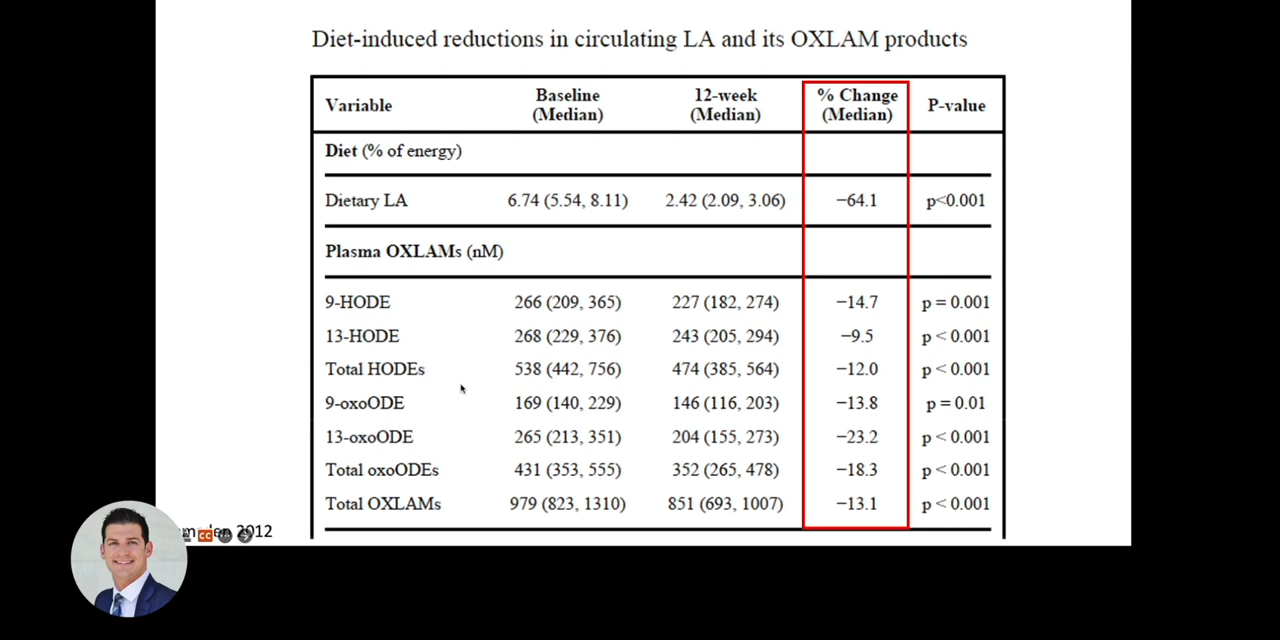 Diet-induced reductions in circulating LA and its OXLAM products
Variable Baseline (Median) 12-week (Median) % Change (Median) P-value
Diet (% of energy)
Dietary LA 6.74 (5.54, 8.11) 2.42 (2.09, 3.06) −64.1 p<0.001
Plasma OXLAMs (nM)
9-HODE 266 (209, 365) 227 (182, 274) −14.7 p = 0.001
13-HODE 268 (229, 376) 243 (205, 294) −9.5 p < 0.001
Total HODEs 538 (442, 756) 474 (385, 564) −12.0 p < 0.001
9-oxoODE 169 (140, 229) 146 (116, 203) −13.8 p = 0.01
13-oxoODE 265 (213, 351) 204 (155, 273) −23.2 p < 0.001
Total oxoODEs 431 (353, 555) 352 (265, 478) −18.3 p < 0.001
Total OXLAMs 979 (823, 1310) 851 (693, 1007) −13.1 p < 0.001
2012